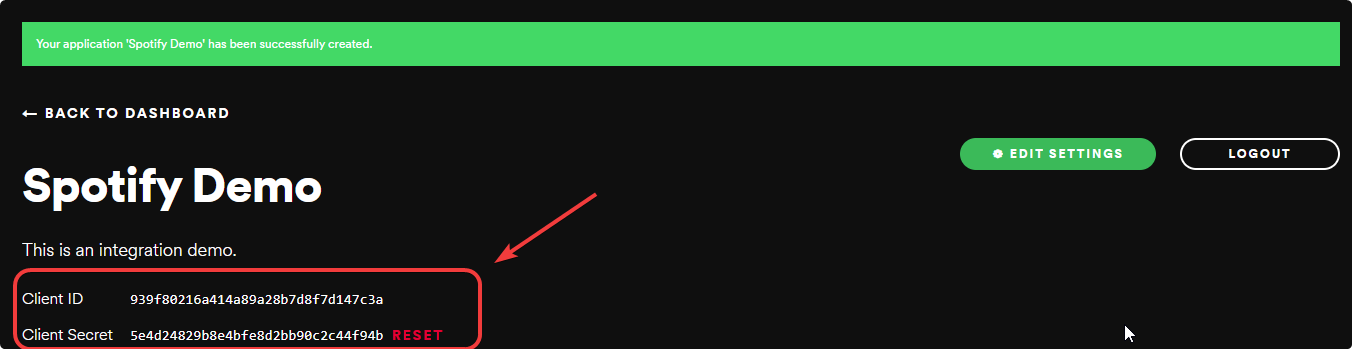 Your application 'Spotify Demo' has been successfully created.
← BACK TO DASHBOARD
EDIT SETTINGS
LOGOUT
Spotify Demo
This is an integration demo.
Client ID 939f80216a414a89a28b7d8f7d147c3a
Client Secret 5e4d24829b8e4bfe8d2bb90c2c44f94b RESET